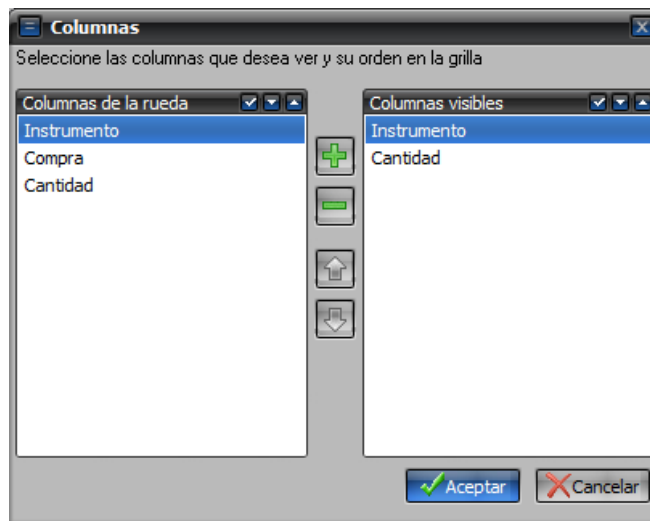 Columnas
Seleccione las columnas que desea ver y su orden en la grilla
Columnas de la rueda
Instrumento
Compra
Cantidad
Columnas visibles
Instrumento
Cantidad
Aceptar
Cancelar